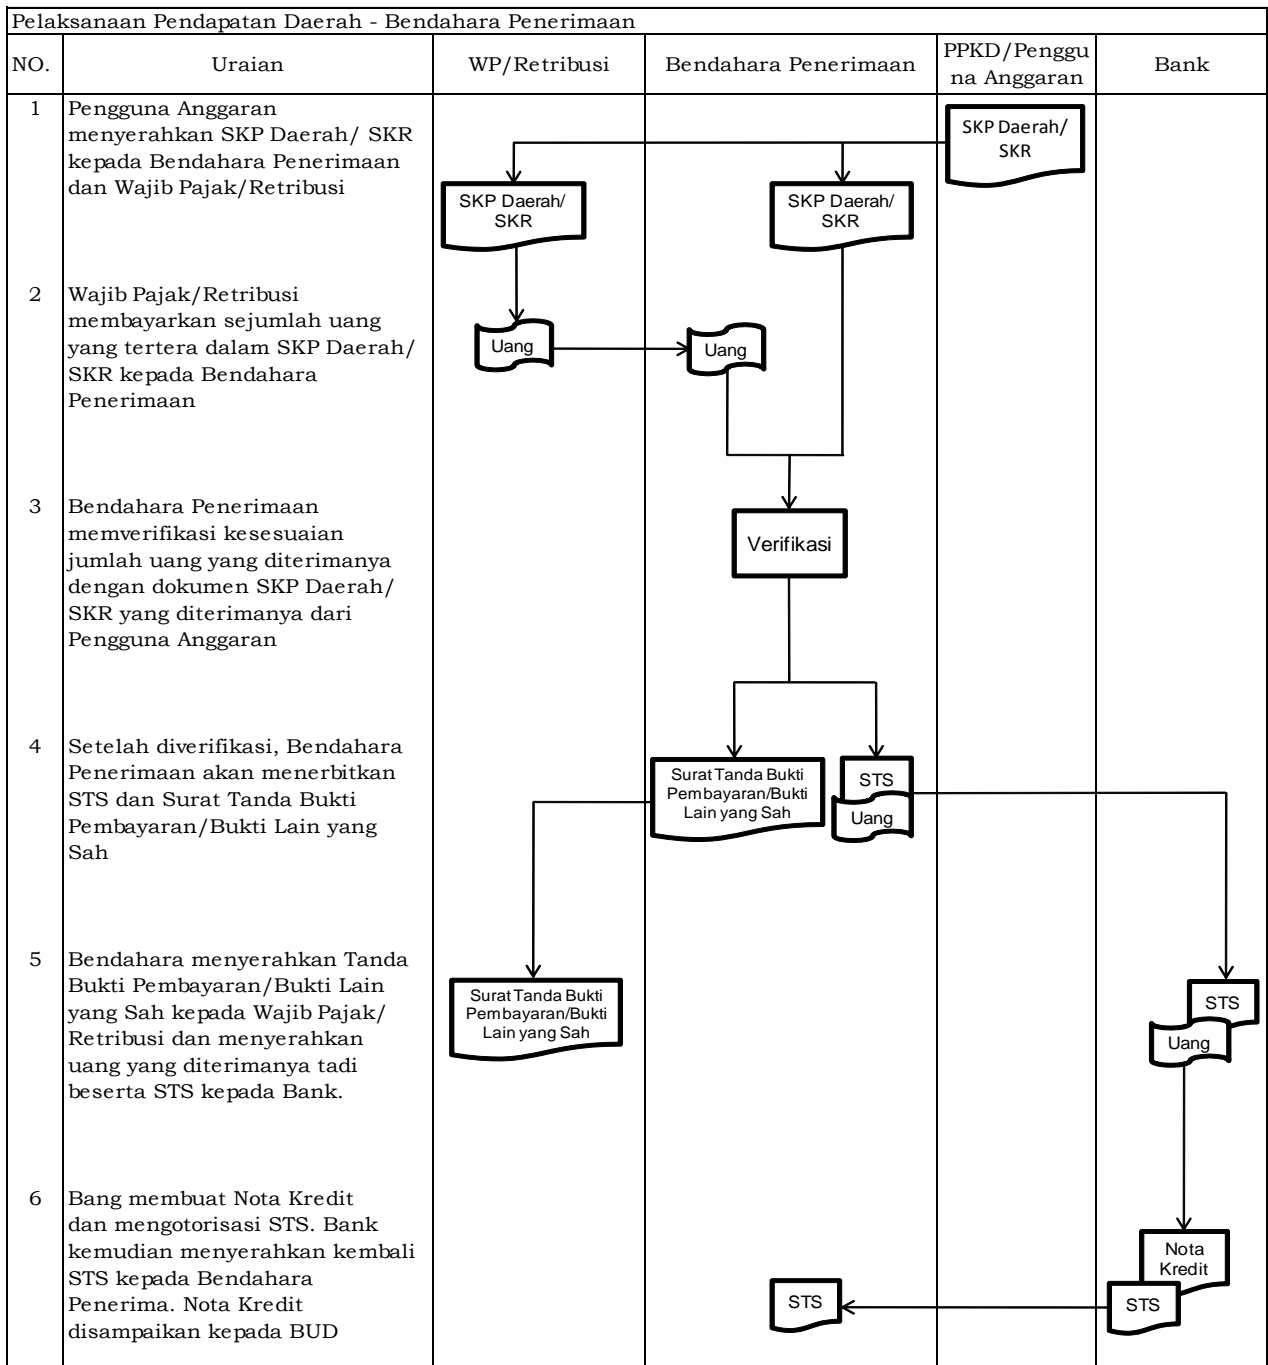 Pelaksanaan Pendapatan Daerah - Bendahara Penerimaan
NO.
Uraian
WP/Retribusi
Bendahara Penerimaan
PPKD/Penggu
na Anggaran
Bank
1
Pengguna Anggaran
menyerahkan SKP Daerah/ SKR
kepada Bendahara Penerimaan
dan Wajib Pajak/Retribusi
SKP Daerah/
SKR
SKP Daerah/
SKR
SKP Daerah/
SKR
2
Wajib Pajak/Retribusi
membayarkan sejumlah uang
yang tertera dalam SKP Daerah/
SKR kepada Bendahara
Penerimaan
Uang
Uang
3
Bendahara Penerimaan
memverifikasi kesesuaian
jumlah uang yang diterimanya
dengan dokumen SKP Daerah/
SKR yang diterimanya dari
Pengguna Anggaran
Verifikasi
4
Setelah diverifikasi, Bendahara
Penerimaan akan menerbitkan
STS dan Surat Tanda Bukti
Pembayaran/Bukti Lain yang
Sah
Surat Tanda Bukti
Pembayaran/Bukti
Lain yang Sah
STS
Uang
5
Bendahara menyerahkan Tanda
Bukti Pembayaran/Bukti Lain
yang Sah kepada Wajib Pajak/
Retribusi dan menyerahkan
uang yang diterimanya tadi
beserta STS kepada Bank.
Surat Tanda Bukti
Pembayaran/Bukti
Lain yang Sah
STS
Uang
6
Bang membuat Nota Kredit
dan mengotorisasi STS. Bank
kemudian menyerahkan kembali
STS kepada Bendahara
Penerima. Nota Kredit
disampaikan kepada BUD
STS
Nota
Kredit
STS